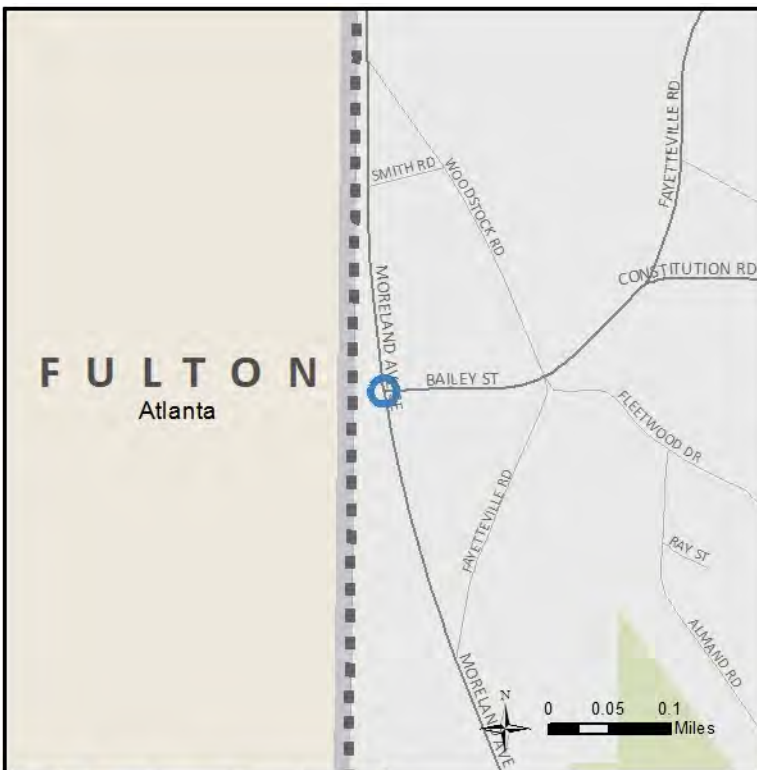 FAYETTEVILLE RD
SMITH RD
WOODSTOCK RD
CONSTITUTION RD
MORELAND AVE
FULTON
Atlanta
BAILEY ST
FLEETWOOD DR
FAYETTEVILLE RD
RAY ST
ALMAND RD
MORELAND AVE
N
0 0.05 0.1
Miles